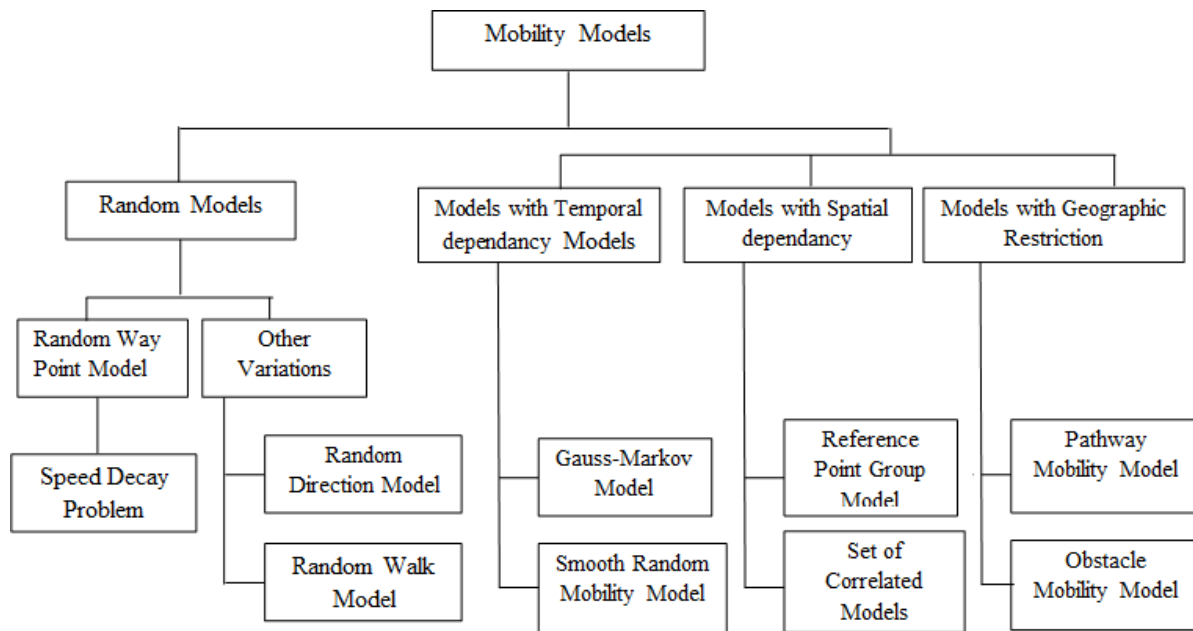 Mobility Models
Random Models
Models with Temporal
dependancy Models
Models with Spatial
dependancy
Models with Geographic
Restriction
Random Way
Point Model
Other
Variations
Speed Decay
Problem
Random
Direction Model
Random Walk
Model
Gauss-Markov
Model
Smooth Random
Mobility Model
Reference
Point Group
Model
Set of
Correlated
Models
Pathway
Mobility Model
Obstacle
Mobility Model